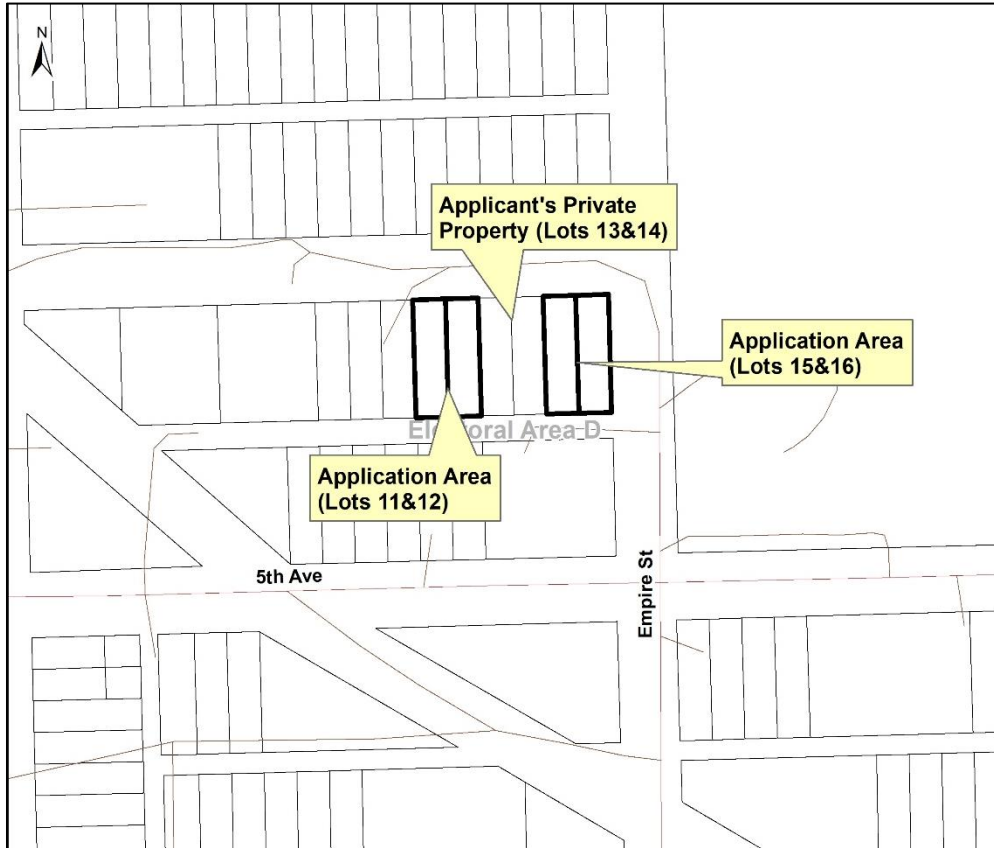 N
Applicant's Private
Property (Lots 13&14)
Application Area
(Lots 15&16)
Electoral Area D
Application Area
(Lots 11&12)
5th Ave
Empire St